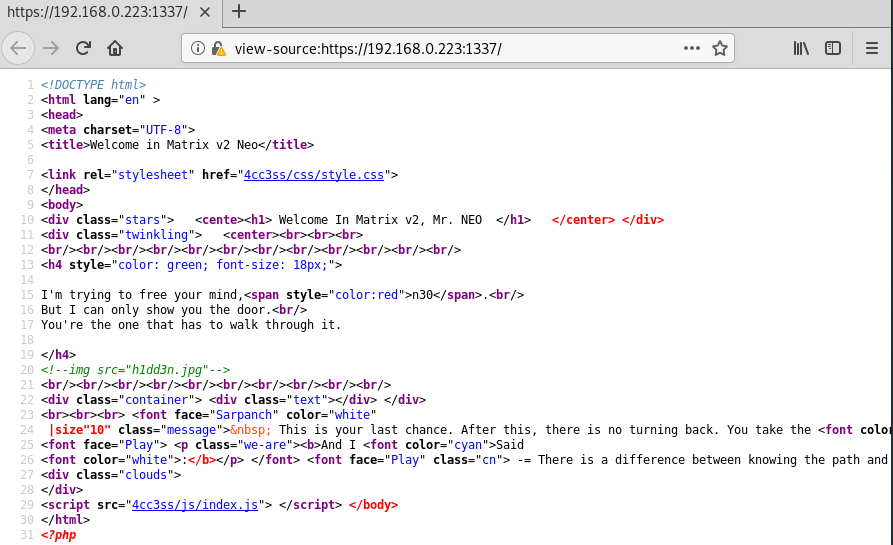 https://192.168.0.223:1337/
view-source:https://192.168.0.223:1337/
1 <!DOCTYPE html>
2 <html lang="en" >
3 <head>
4 <meta charset="UTF-8">
5 <title>Welcome in Matrix v2 Neo</title>
6
7 <link rel="stylesheet" href="4cc3ss/css/style.css">
8 </head>
9 <body>
10 <div class="stars">   <cente><h1> Welcome In Matrix v2, Mr. NEO  </h1>   </center> </div>
11 <div class="twinkling">   <center><br><br><br>
12 <br/><br/><br/><br/><br/><br/><br/><br/><br/><br/><br/><br/>
13 <h4 style="color: green; font-size: 18px;">
14
15 I'm trying to free your mind,<span style="color:red">n30</span>.<br/>
16 But I can only show you the door.<br/>
17 You're the one that has to walk through it.
18
19 </h4>
20 <!--img src="h1dd3n.jpg"-->
21 <br/><br/><br/><br/><br/><br/><br/><br/><br/><br/>
22 <div class="container"> <div class="text"></div> </div>
23 <br><br><br> <font face="Sarpanch" color="white"
24  |size"10" class="message">&nbsp; This is your last chance. After this, there is no turning back. You take the <font color
25 <font face="Play"> <p class="we-are"><b>And I <font color="cyan">Said
26 <font color="white">:</b></p> </font> <font face="Play" class="cn"> -= There is a difference between knowing the path and
27 <div class="clouds">
28 </div>
29 <script src="4cc3ss/js/index.js"> </script> </body>
30 </html>
31 <?php